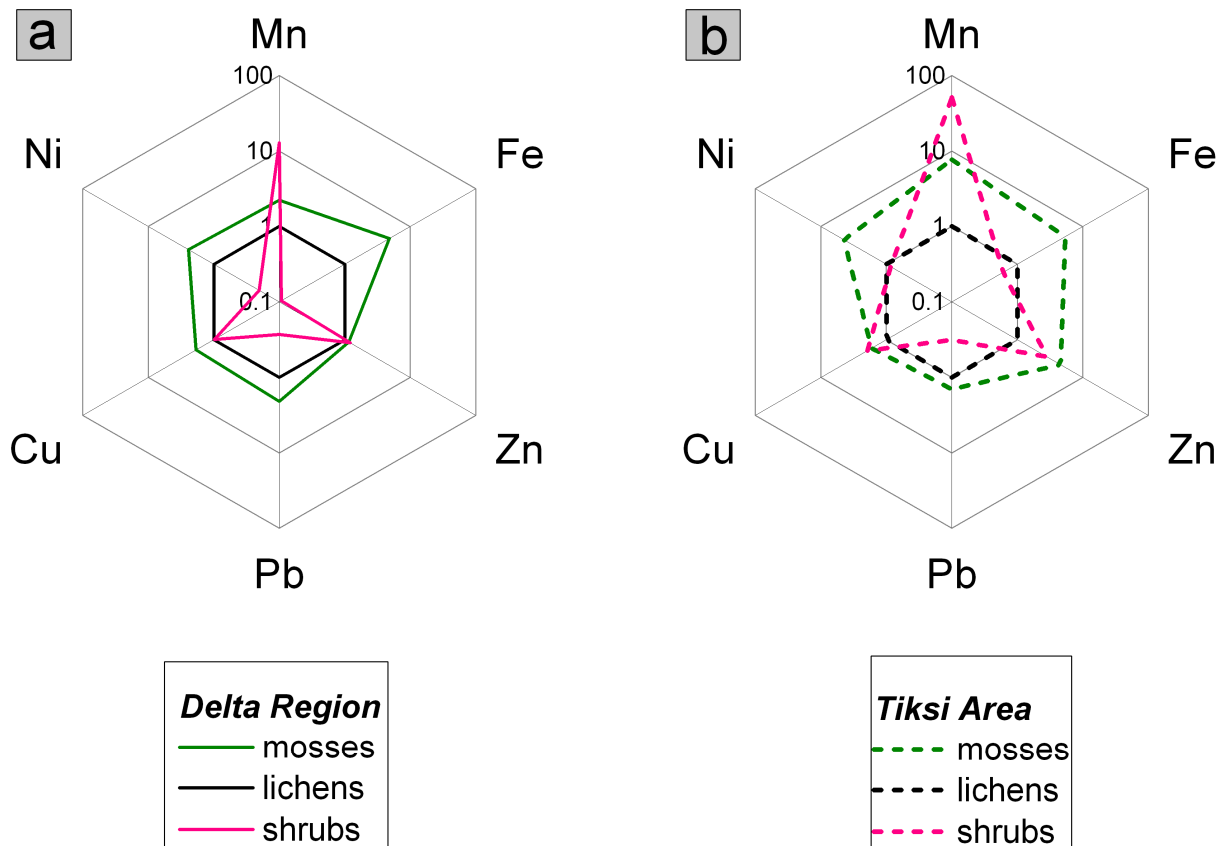 a
b
Mn
Mn
100
100
Ni
Fe
Ni
Fe
10
10
1
1
0.1
0.1
Cu
Zn
Cu
Zn
Pb
Pb
Delta Region
mosses
lichens
shrubs
Tiksi Area
mosses
lichens
shrubs